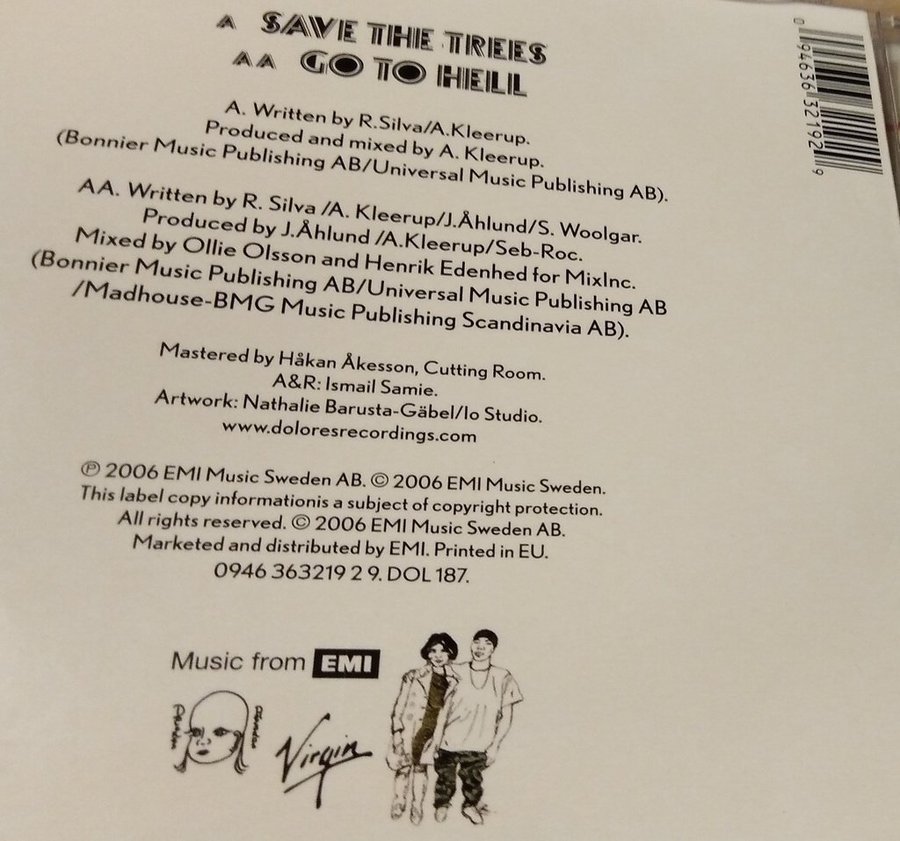 A SAVE THE TREES
AA GO TO HELL
A. Written by R.Silva/A.Kleerup.
Produced and mixed by A. Kleerup.
(Bonnier Music Publishing AB/Universal Music Publishing AB).
AA. Written by R. Silva /A. Kleerup/J.Åhlund/S. Woolgar.
Produced by J.Åhlund /A.Kleerup/Seb-Roc.
Mixed by Ollie Olsson and Henrik Edenhed for MixInc.
(Bonnier Music Publishing AB/Universal Music Publishing AB
/Madhouse-BMG Music Publishing Scandinavia AB).
Mastered by Håkan Åkesson, Cutting Room.
A&R: Ismail Samie.
Artwork: Nathalie Barusta-Gäbel/Io Studio.
www.doloresrecordings.com
℗ 2006 EMI Music Sweden AB. © 2006 EMI Music Sweden.
This label copy informationis a subject of copyright protection.
All rights reserved. © 2006 EMI Music Sweden AB.
Marketed and distributed by EMI. Printed in EU.
0946 363219 2 9. DOL 187.
Music from EMI
Virgin
0 94636 32192 9